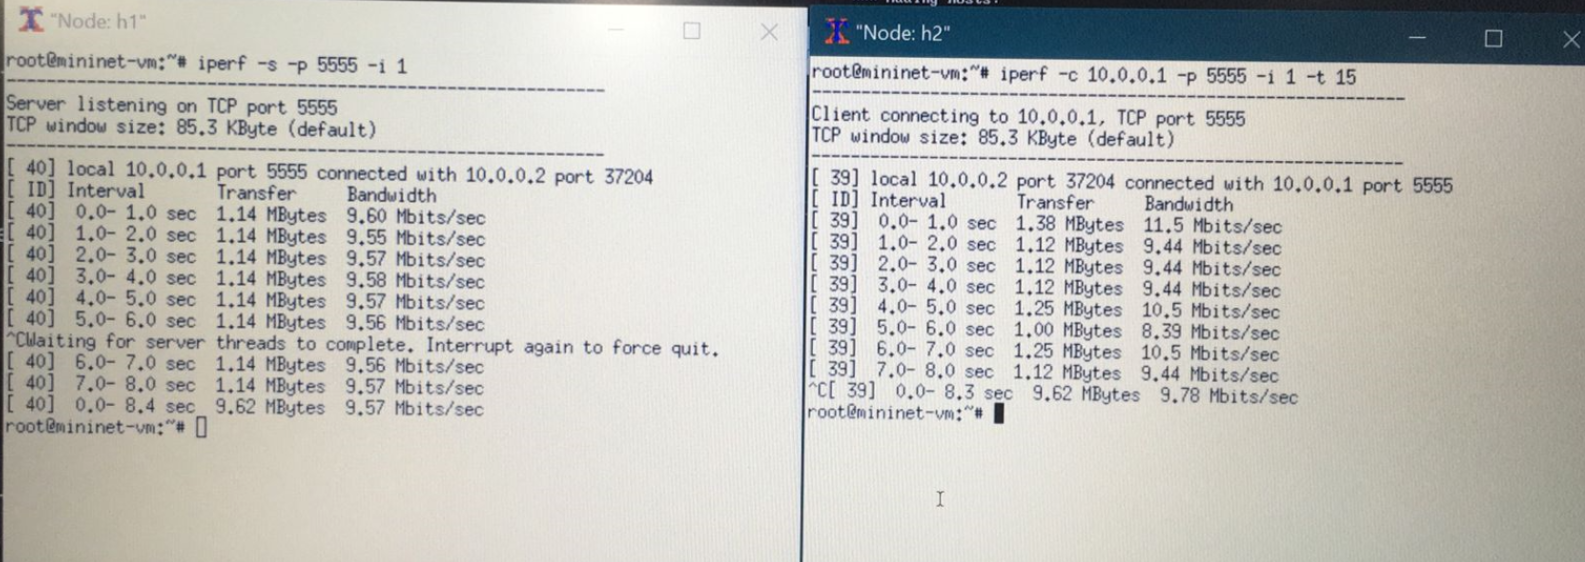 "Node: h1"
root@mininet-vm:~# iperf -s -p 5555 -i 1
------------------------------------------------------------
Server listening on TCP port 5555
TCP window size: 85.3 KByte (default)
------------------------------------------------------------
[ 40] local 10.0.0.1 port 5555 connected with 10.0.0.2 port 37204
[ ID] Interval Transfer Bandwidth
[ 40] 0.0- 1.0 sec 1.14 MBytes 9.60 Mbits/sec
[ 40] 1.0- 2.0 sec 1.14 MBytes 9.55 Mbits/sec
[ 40] 2.0- 3.0 sec 1.14 MBytes 9.57 Mbits/sec
[ 40] 3.0- 4.0 sec 1.14 MBytes 9.58 Mbits/sec
[ 40] 4.0- 5.0 sec 1.14 MBytes 9.57 Mbits/sec
[ 40] 5.0- 6.0 sec 1.14 MBytes 9.56 Mbits/sec
^CWaiting for server threads to complete. Interrupt again to force quit.
[ 40] 6.0- 7.0 sec 1.14 MBytes 9.56 Mbits/sec
[ 40] 7.0- 8.0 sec 1.14 MBytes 9.57 Mbits/sec
[ 40] 0.0- 8.4 sec 9.62 MBytes 9.57 Mbits/sec
root@mininet-vm:~#
"Node: h2"
root@mininet-vm:~# iperf -c 10.0.0.1 -p 5555 -i 1 -t 15
------------------------------------------------------------
Client connecting to 10.0.0.1, TCP port 5555
TCP window size: 85.3 KByte (default)
------------------------------------------------------------
[ 39] local 10.0.0.2 port 37204 connected with 10.0.0.1 port 5555
[ ID] Interval Transfer Bandwidth
[ 39] 0.0- 1.0 sec 1.38 MBytes 11.5 Mbits/sec
[ 39] 1.0- 2.0 sec 1.12 MBytes 9.44 Mbits/sec
[ 39] 2.0- 3.0 sec 1.12 MBytes 9.44 Mbits/sec
[ 39] 3.0- 4.0 sec 1.12 MBytes 9.44 Mbits/sec
[ 39] 4.0- 5.0 sec 1.25 MBytes 10.5 Mbits/sec
[ 39] 5.0- 6.0 sec 1.00 MBytes 8.39 Mbits/sec
[ 39] 6.0- 7.0 sec 1.25 MBytes 10.5 Mbits/sec
[ 39] 7.0- 8.0 sec 1.12 MBytes 9.44 Mbits/sec
^C[ 39] 0.0- 8.3 sec 9.62 MBytes 9.78 Mbits/sec
root@mininet-vm:~#